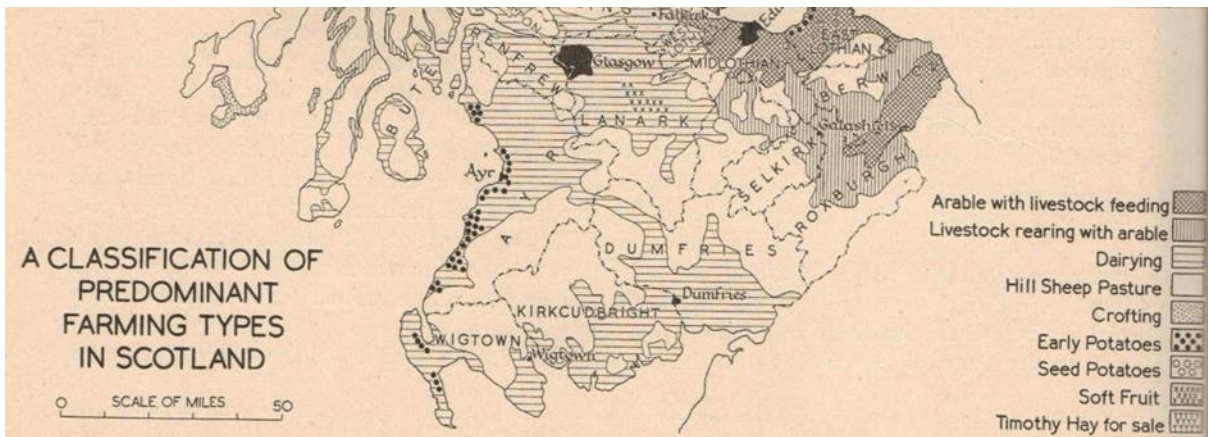 Falkirk
EAST
LOTHIAN
MIDLOTHIAN
Glasgow
RENFREW
BERWICK
BUTE
LANARK
Galashiels
SELKIRK
ROXBURGH
Ayr
AYR
DUMFRIES
Dumfries
KIRKCUDBRIGHT
WIGTOWN
Wigtown
A CLASSIFICATION OF
PREDOMINANT
FARMING TYPES
IN SCOTLAND
0 SCALE OF MILES 50
Arable with livestock feeding
Livestock rearing with arable
Dairying
Hill Sheep Pasture
Crofting
Early Potatoes
Seed Potatoes
Soft Fruit
Timothy Hay for sale